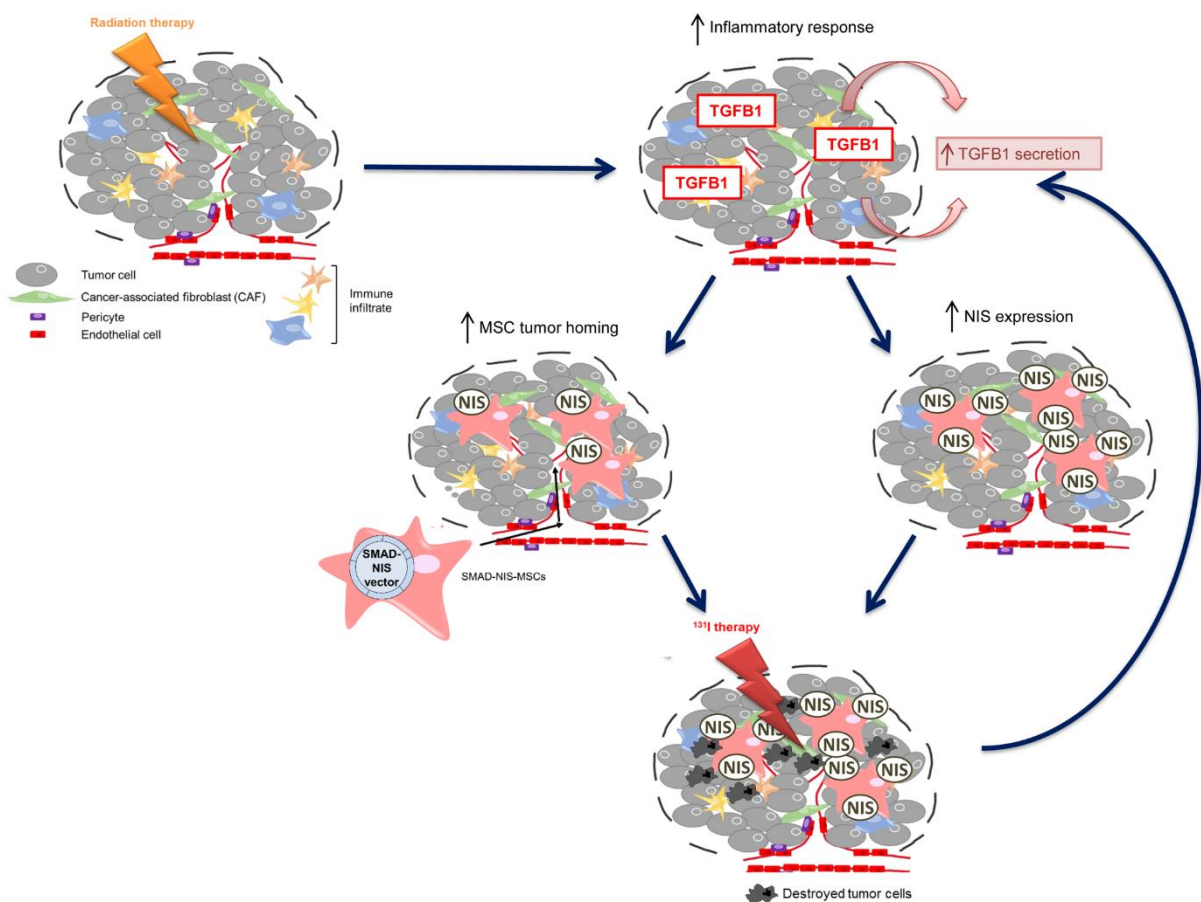 Radiation therapy
↑ Inflammatory response
TGFB1
TGFB1
TGFB1
↑ TGFB1 secretion
Tumor cell
Cancer-associated fibroblast (CAF)
Pericyte
Endothelial cell
Immune
infiltrate
↑ MSC tumor homing
↑ NIS expression
NIS
NIS
NIS
NIS
NIS
NIS
NIS
NIS
NIS
NIS
NIS
NIS
SMAD-
NIS
vector
SMAD-NIS-MSCs
¹³¹I therapy
NIS
NIS
NIS
NIS
NIS
NIS
NIS
NIS
NIS
Destroyed tumor cells